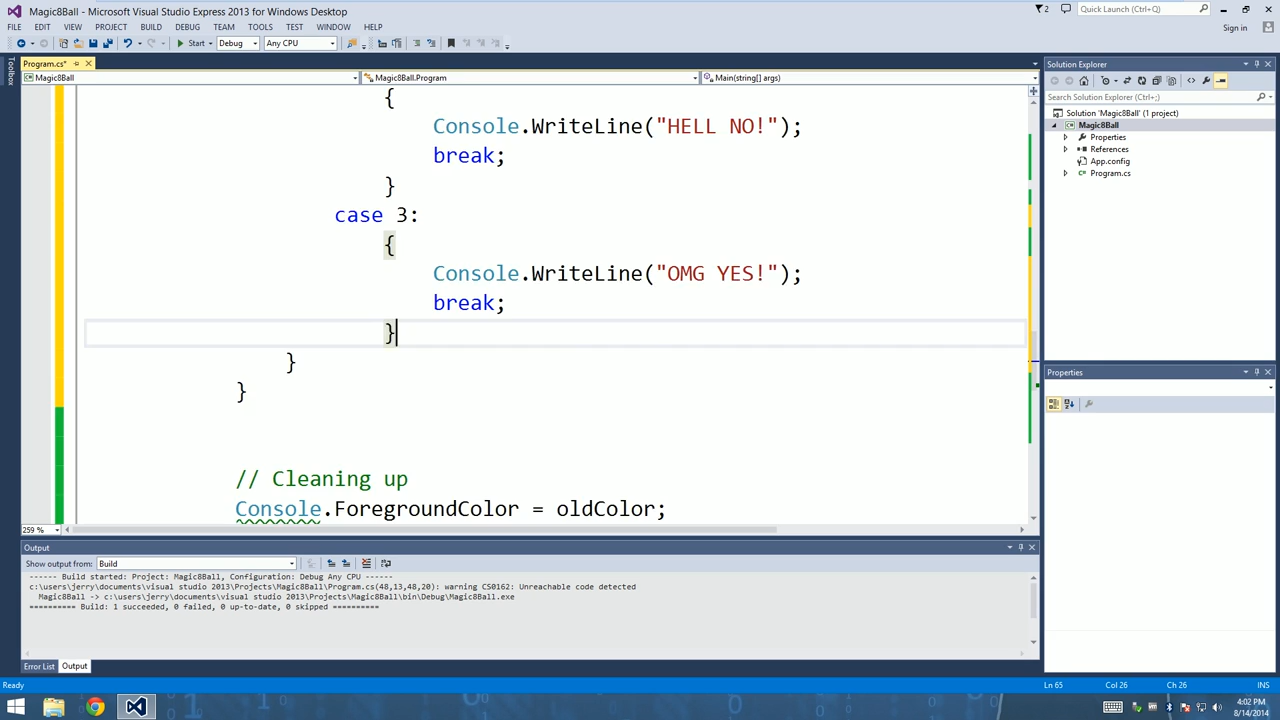 Magic8Ball - Microsoft Visual Studio Express 2013 for Windows Desktop
2
Quick Launch (Ctrl+Q)
FILE EDIT VIEW PROJECT BUILD DEBUG TEAM TOOLS TEST WINDOW HELP
Sign in
Start Debug Any CPU
Program.cs*
Magic8Ball Magic8Ball.Program Main(string[] args)
{
Console.WriteLine("HELL NO!");
break;
}
case 3:
{
Console.WriteLine("OMG YES!");
break;
}
}
}
// Cleaning up
Console.ForegroundColor = oldColor;
259 %
Toolbox
Solution Explorer
Search Solution Explorer (Ctrl+;)
Solution 'Magic8Ball' (1 project)
Magic8Ball
Properties
References
App.config
Program.cs
Properties
Output
Show output from: Build
------ Build started: Project: Magic8Ball, Configuration: Debug Any CPU ------
c:\users\jerry\documents\visual studio 2013\Projects\Magic8Ball\Program.cs(48,13,48,20): warning CS0162: Unreachable code detected
Magic8Ball -> c:\users\jerry\documents\visual studio 2013\Projects\Magic8Ball\bin\Debug\Magic8Ball.exe
========== Build: 1 succeeded, 0 failed, 0 up-to-date, 0 skipped ==========
Error List Output
Ready Ln 65 Col 26 Ch 26 INS
4:02 PM
8/14/2014